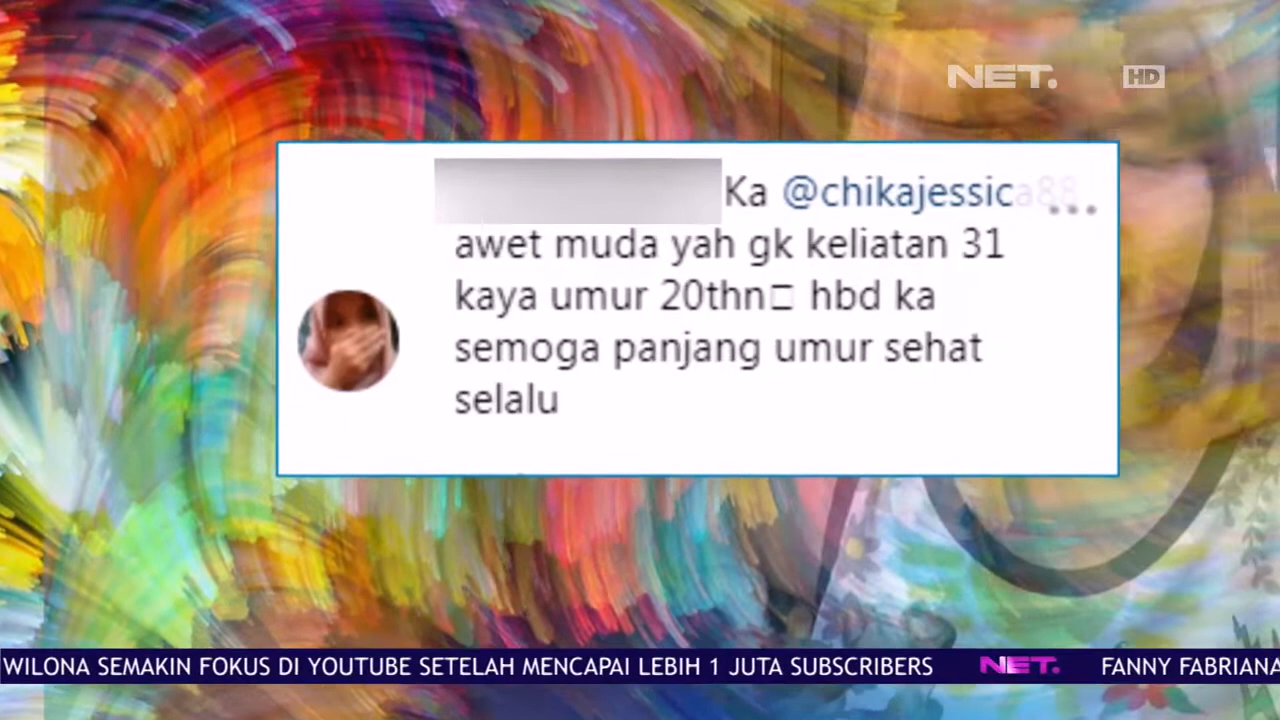 NET. HD
Ka @chikajessica88
awet muda yah gk keliatan 31
kaya umur 20thn□ hbd ka
semoga panjang umur sehat
selalu
WILONA SEMAKIN FOKUS DI YOUTUBE SETELAH MENCAPAI LEBIH 1 JUTA SUBSCRIBERS NET. FANNY FABRIANA